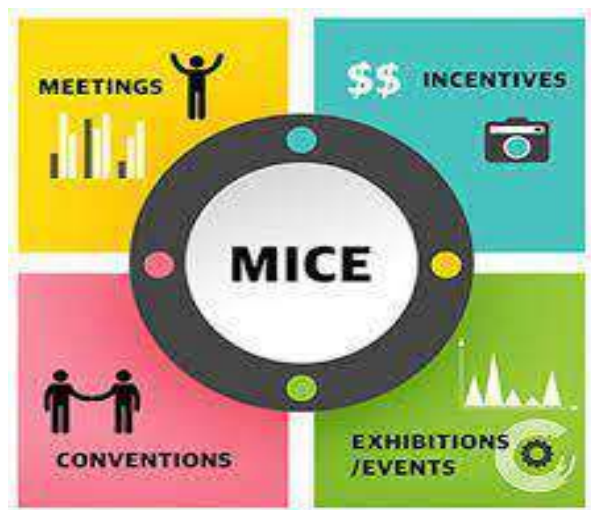 MEETINGS
$$ INCENTIVES
MICE
CONVENTIONS
EXHIBITIONS
/EVENTS